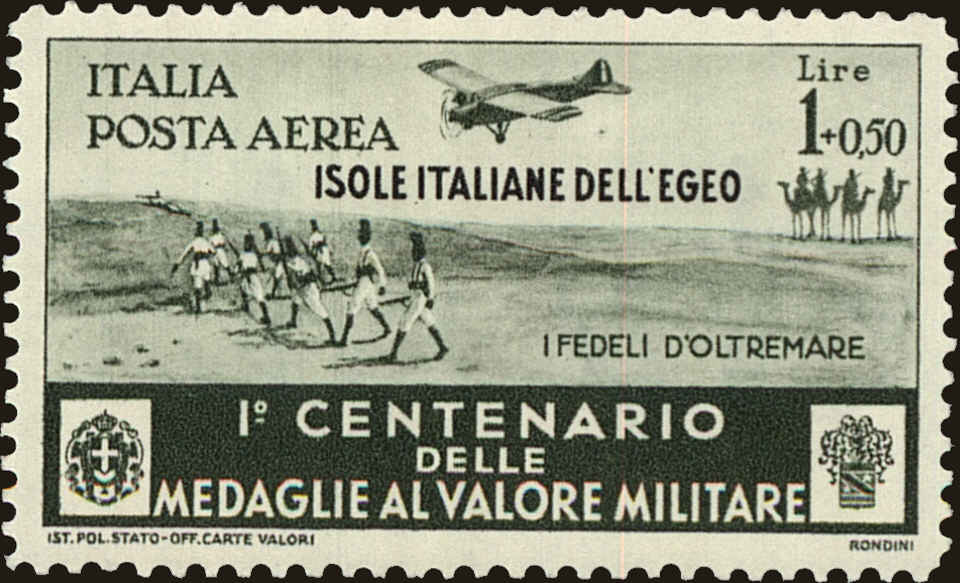 ITALIA
POSTA AEREA
Lire
1+0,50
ISOLE ITALIANE DELL'EGEO
I FEDELI D'OLTREMARE
Iº CENTENARIO
DELLE
MEDAGLIE AL VALORE MILITARE
IST. POL. STATO-OFF. CARTE VALORI
RONDINI